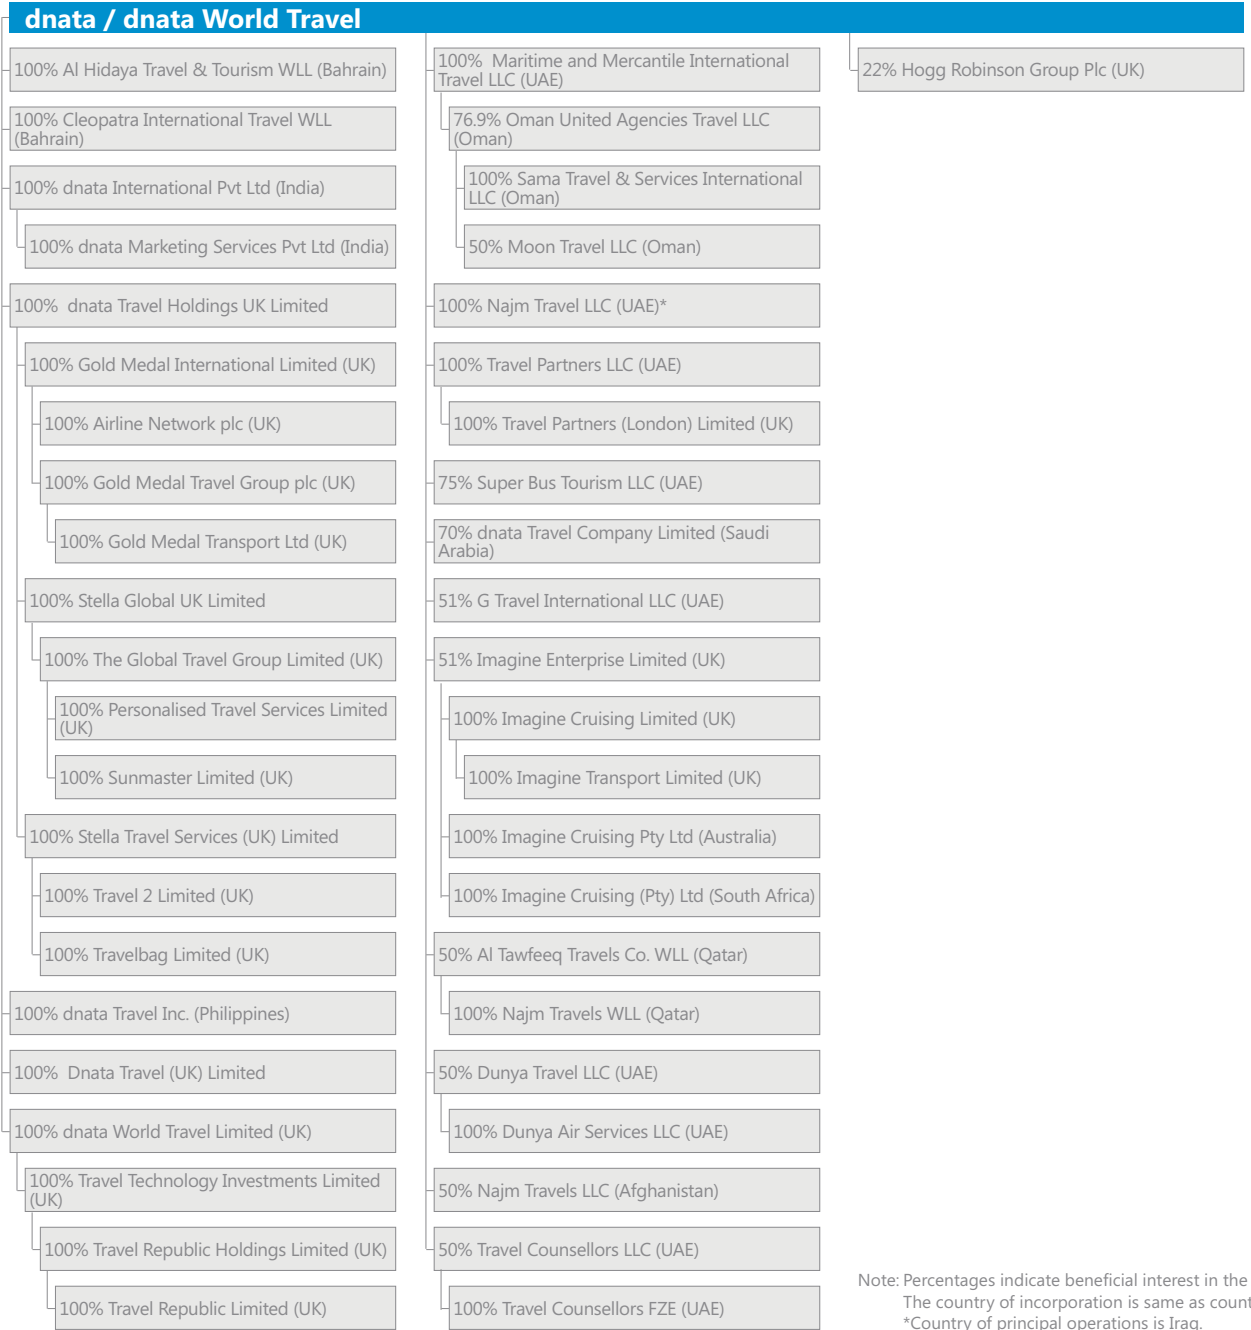 dnata / dnata World Travel
100% Al Hidaya Travel & Tourism WLL (Bahrain)
100% Cleopatra International Travel WLL
(Bahrain)
100% dnata International Pvt Ltd (India)
100% dnata Marketing Services Pvt Ltd (India)
100% dnata Travel Holdings UK Limited
100% Gold Medal International Limited (UK)
100% Airline Network plc (UK)
100% Gold Medal Travel Group plc (UK)
100% Gold Medal Transport Ltd (UK)
100% Stella Global UK Limited
100% The Global Travel Group Limited (UK)
100% Personalised Travel Services Limited
(UK)
100% Sunmaster Limited (UK)
100% Stella Travel Services (UK) Limited
100% Travel 2 Limited (UK)
100% Travelbag Limited (UK)
100% dnata Travel Inc. (Philippines)
100% Dnata Travel (UK) Limited
100% dnata World Travel Limited (UK)
100% Travel Technology Investments Limited
(UK)
100% Travel Republic Holdings Limited (UK)
100% Travel Republic Limited (UK)
100% Maritime and Mercantile International
Travel LLC (UAE)
76.9% Oman United Agencies Travel LLC
(Oman)
100% Sama Travel & Services International
LLC (Oman)
50% Moon Travel LLC (Oman)
100% Najm Travel LLC (UAE)*
100% Travel Partners LLC (UAE)
100% Travel Partners (London) Limited (UK)
75% Super Bus Tourism LLC (UAE)
70% dnata Travel Company Limited (Saudi
Arabia)
51% G Travel International LLC (UAE)
51% Imagine Enterprise Limited (UK)
100% Imagine Cruising Limited (UK)
100% Imagine Transport Limited (UK)
100% Imagine Cruising Pty Ltd (Australia)
100% Imagine Cruising (Pty) Ltd (South Africa)
50% Al Tawfeeq Travels Co. WLL (Qatar)
100% Najm Travels WLL (Qatar)
50% Dunya Travel LLC (UAE)
100% Dunya Air Services LLC (UAE)
50% Najm Travels LLC (Afghanistan)
50% Travel Counsellors LLC (UAE)
100% Travel Counsellors FZE (UAE)
22% Hogg Robinson Group Plc (UK)
Note: Percentages indicate beneficial interest in the
The country of incorporation is same as
*Country of principal operations is Iraq.